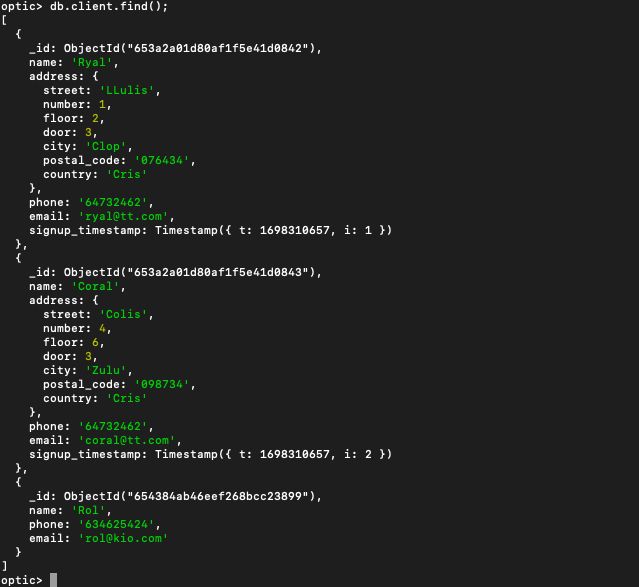 optic> db.client.find();
[
  {
    _id: ObjectId("653a2a01d80af1f5e41d0842"),
    name: 'Ryal',
    address: {
      street: 'LLulis',
      number: 1,
      floor: 2,
      door: 3,
      city: 'Clop',
      postal_code: '076434',
      country: 'Cris'
    },
    phone: '64732462',
    email: 'ryal@tt.com',
    signup_timestamp: Timestamp({ t: 1698310657, i: 1 })
  },
  {
    _id: ObjectId("653a2a01d80af1f5e41d0843"),
    name: 'Coral',
    address: {
      street: 'Colis',
      number: 4,
      floor: 6,
      door: 3,
      city: 'Zulu',
      postal_code: '098734',
      country: 'Cris'
    },
    phone: '64732462',
    email: 'coral@tt.com',
    signup_timestamp: Timestamp({ t: 1698310657, i: 2 })
  },
  {
    _id: ObjectId("654384ab46eef268bcc23899"),
    name: 'Rol',
    phone: '634625424',
    email: 'rol@kio.com'
  }
]
optic>